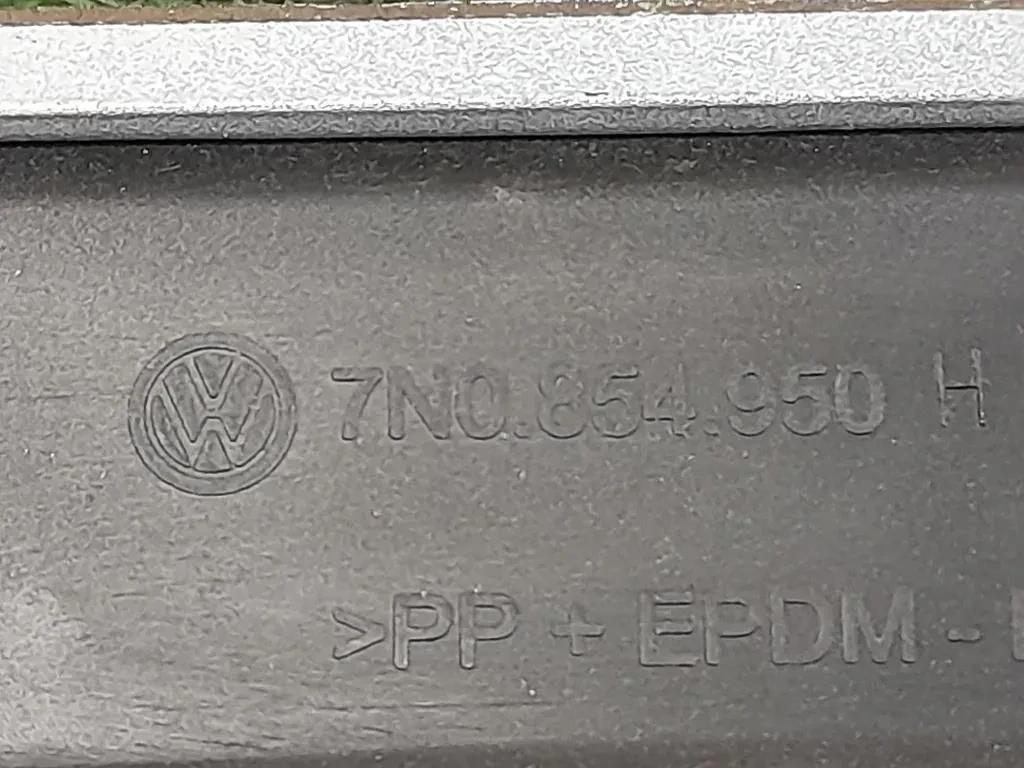 7N0.854.950 H
>PP + EPDM -